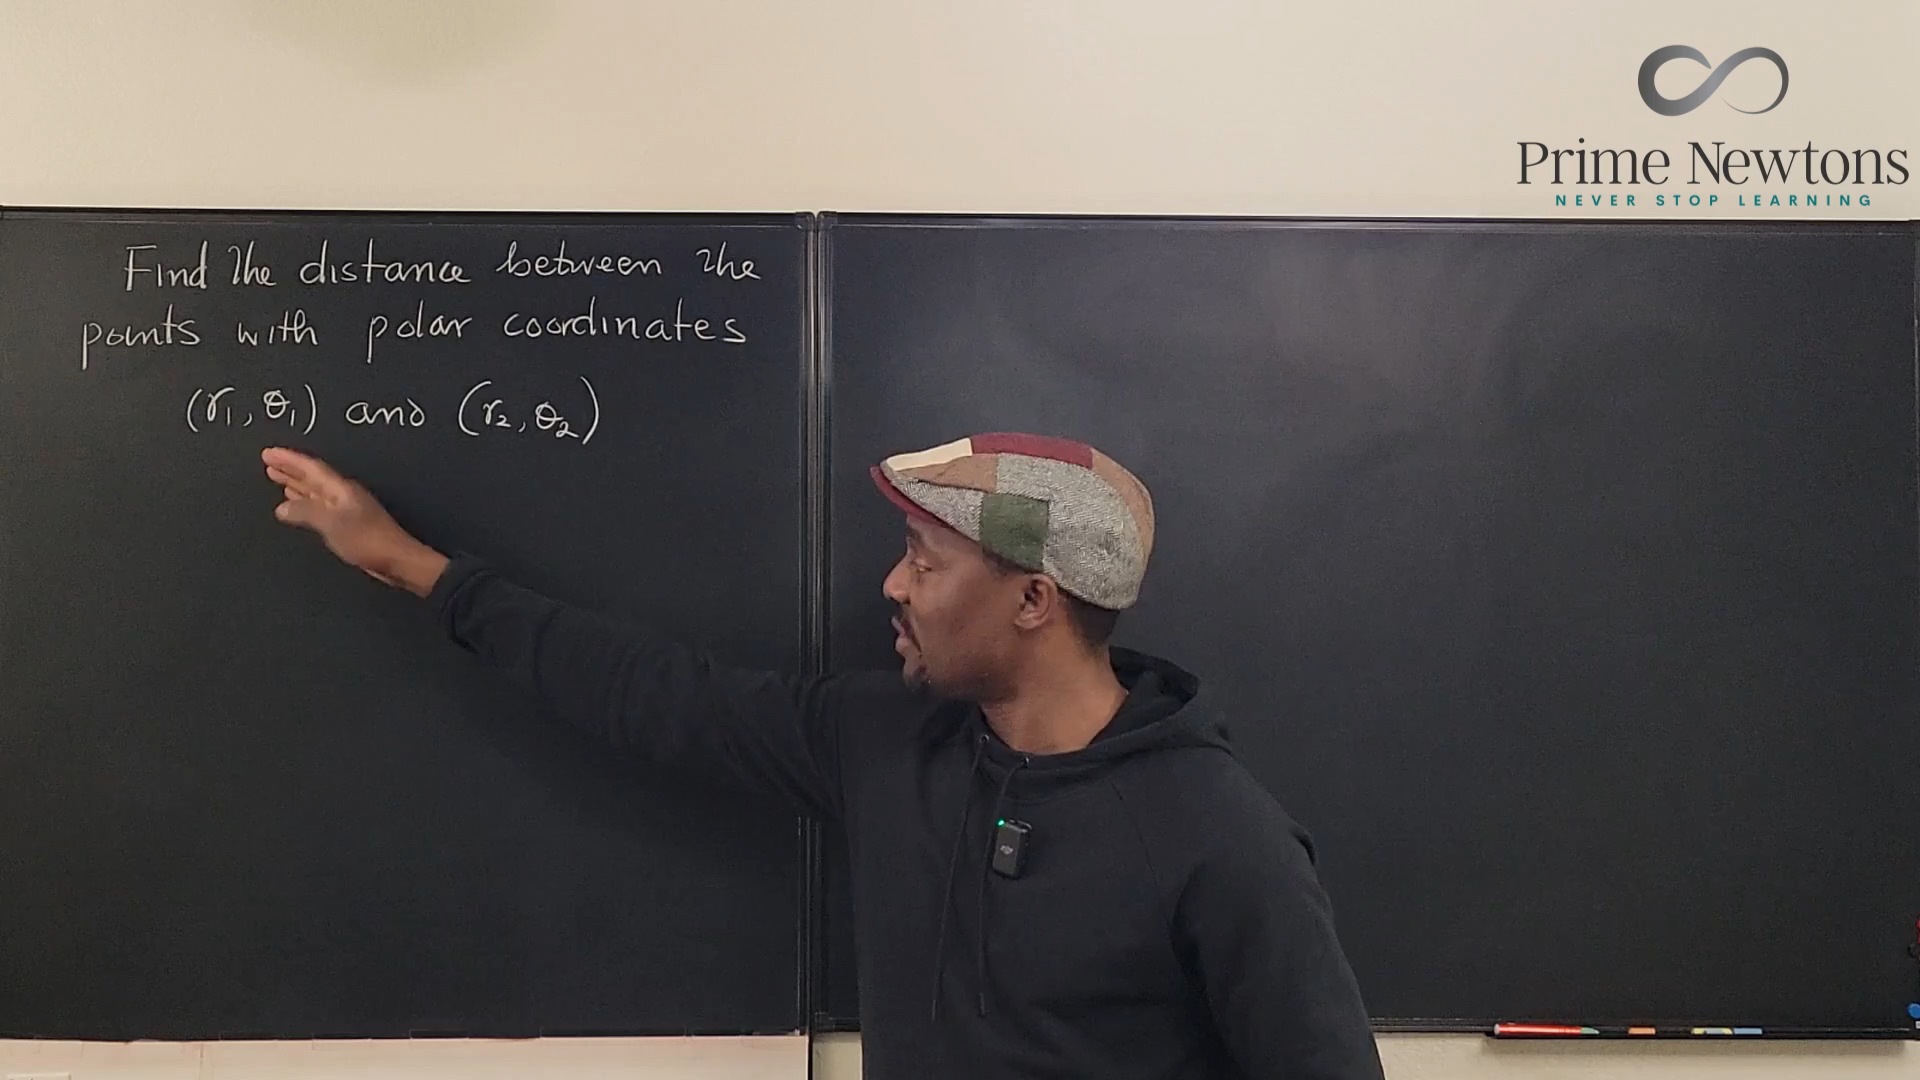 Prime Newtons
NEVER STOP LEARNING
Find the distance between the
points with polar coordinates
(r₁, θ₁) and (r₂, θ₂)